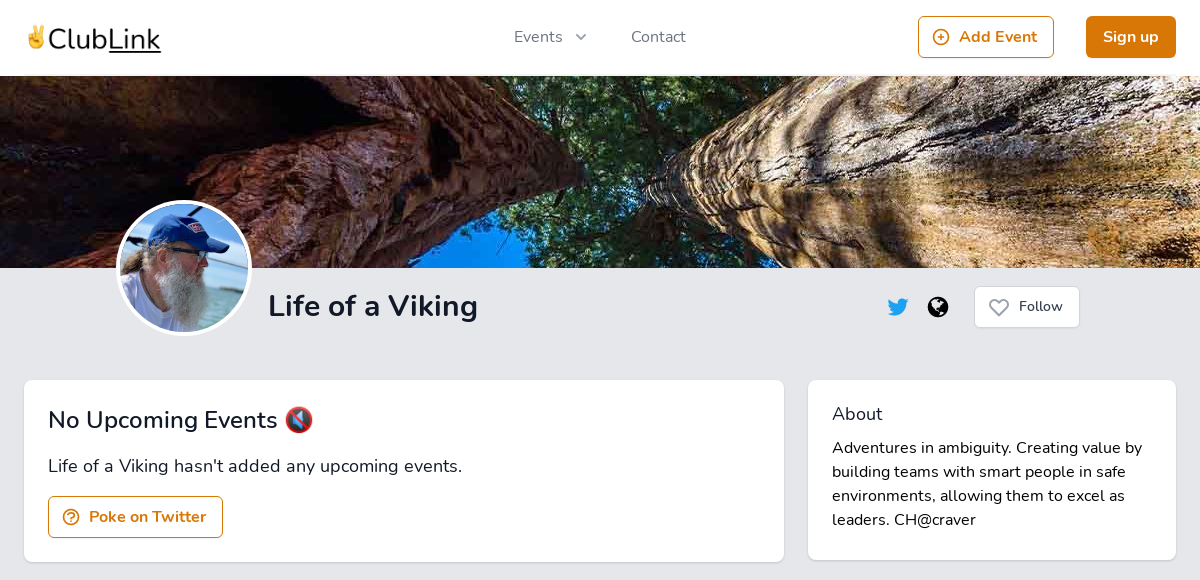 ✌️ClubLink
Events
Contact
Add Event
Sign up
Life of a Viking
Follow
No Upcoming Events 🔇
Life of a Viking hasn't added any upcoming events.
Poke on Twitter
About
Adventures in ambiguity. Creating value by
building teams with smart people in safe
environments, allowing them to excel as
leaders. CH@craver